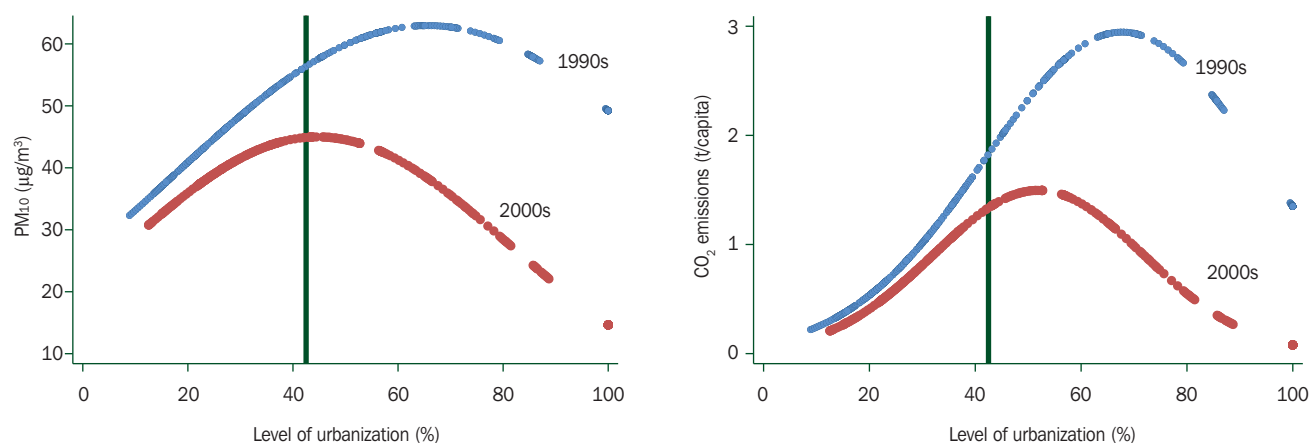 PM10 (μg/m³)
60
50
40
30
20
10
0 20 40 60 80 100
Level of urbanization (%)
1990s
2000s
CO2 emissions (t/capita)
3
2
1
0
0 20 40 60 80 100
Level of urbanization (%)
1990s
2000s